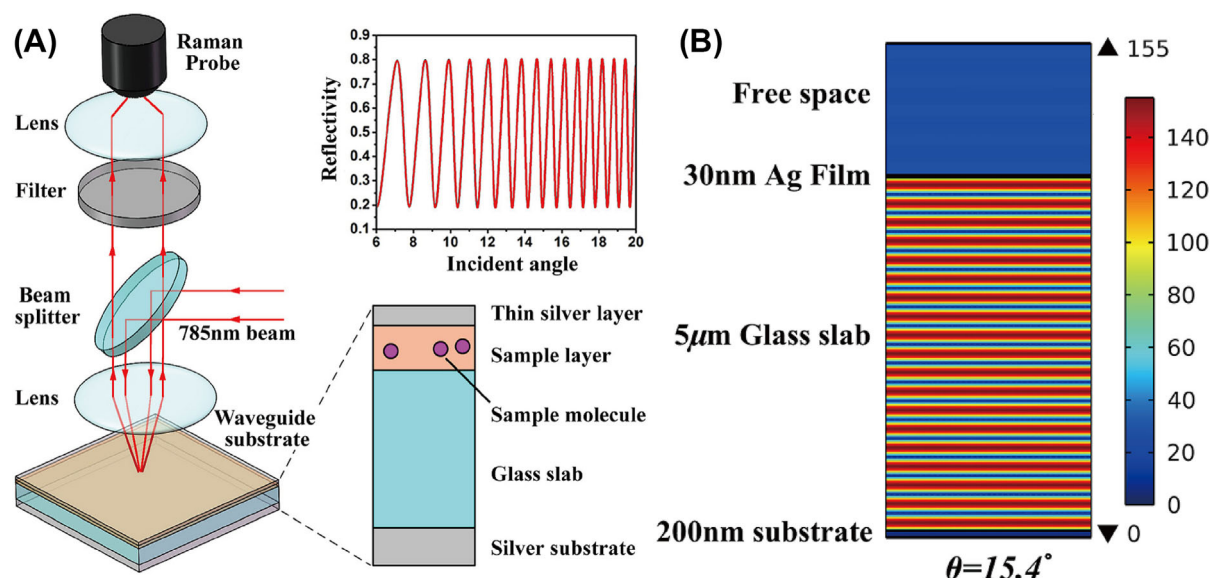 (A)
Raman
Probe
Lens
Filter
Beam
splitter
785nm beam
Lens
Waveguide
substrate
Reflectivity
0.9
0.8
0.7
0.6
0.5
0.4
0.3
0.2
0.1
6 8 10 12 14 16 18 20
Incident angle
Thin silver layer
Sample layer
Sample molecule
Glass slab
Silver substrate
(B)
Free space
30nm Ag Film
5μm Glass slab
200nm substrate
θ=15.4°
▲ 155
140
120
100
80
60
40
20
0
▼ 0